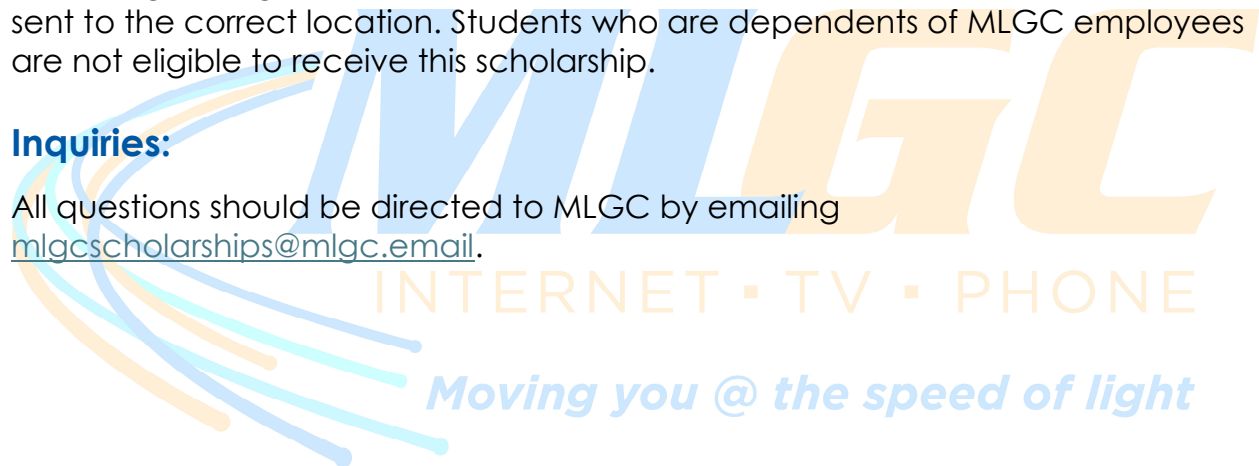 sent to the correct location. Students who are dependents of MLGC employees
are not eligible to receive this scholarship.
Inquiries:
All questions should be directed to MLGC by emailing
mlgcscholarships@mlgc.email.
MLGC
INTERNET ▪ TV ▪ PHONE
Moving you @ the speed of light